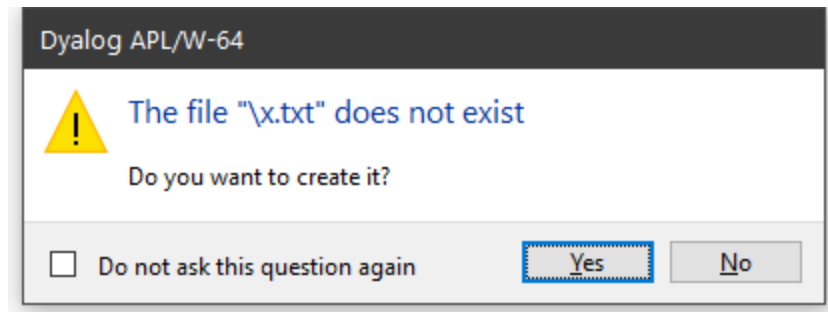 Dyalog APL/W-64
The file "\x.txt" does not exist
Do you want to create it?
Do not ask this question again
Yes
No